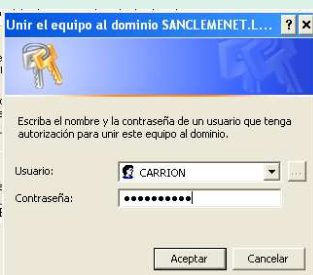 Unir el equipo al dominio SANCLEMENET.L...
Escriba el nombre y la contraseña de un usuario que tenga
autorización para unir este equipo al dominio.
Usuario:
CARRION
...
Contraseña:
●●●●●●●●●●
Aceptar
Cancelar